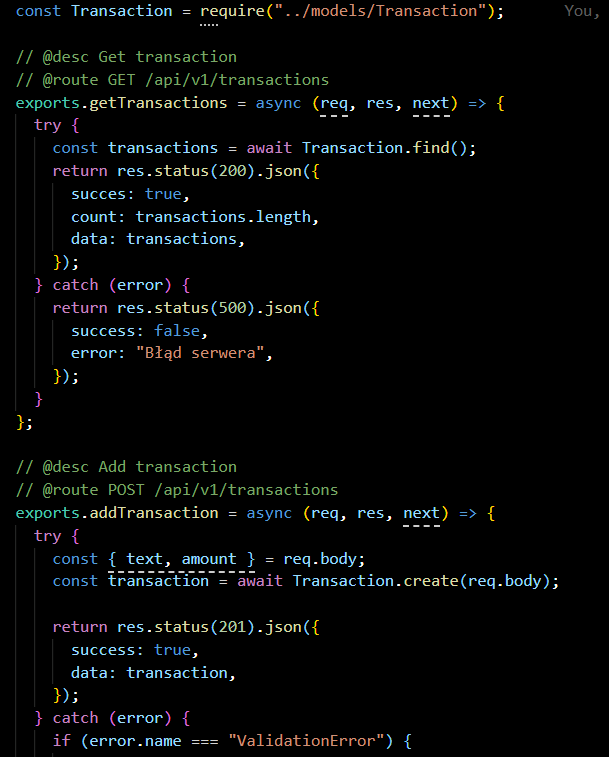 const Transaction = require("../models/Transaction"); You,
// @desc Get transaction
// @route GET /api/v1/transactions
exports.getTransactions = async (req, res, next) => {
try {
const transactions = await Transaction.find();
return res.status(200).json({
succes: true,
count: transactions.length,
data: transactions,
});
} catch (error) {
return res.status(500).json({
success: false,
error: "Błąd serwera",
});
}
};
// @desc Add transaction
// @route POST /api/v1/transactions
exports.addTransaction = async (req, res, next) => {
try {
const { text, amount } = req.body;
const transaction = await Transaction.create(req.body);
return res.status(201).json({
success: true,
data: transaction,
});
} catch (error) {
if (error.name === "ValidationError") {